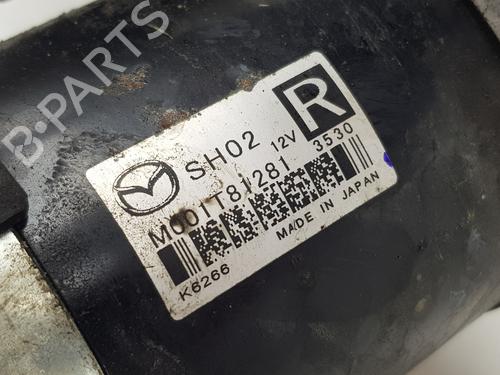 B-PARTS
SH02 12V R
M001T81281 3530
K6266 MADE IN JAPAN